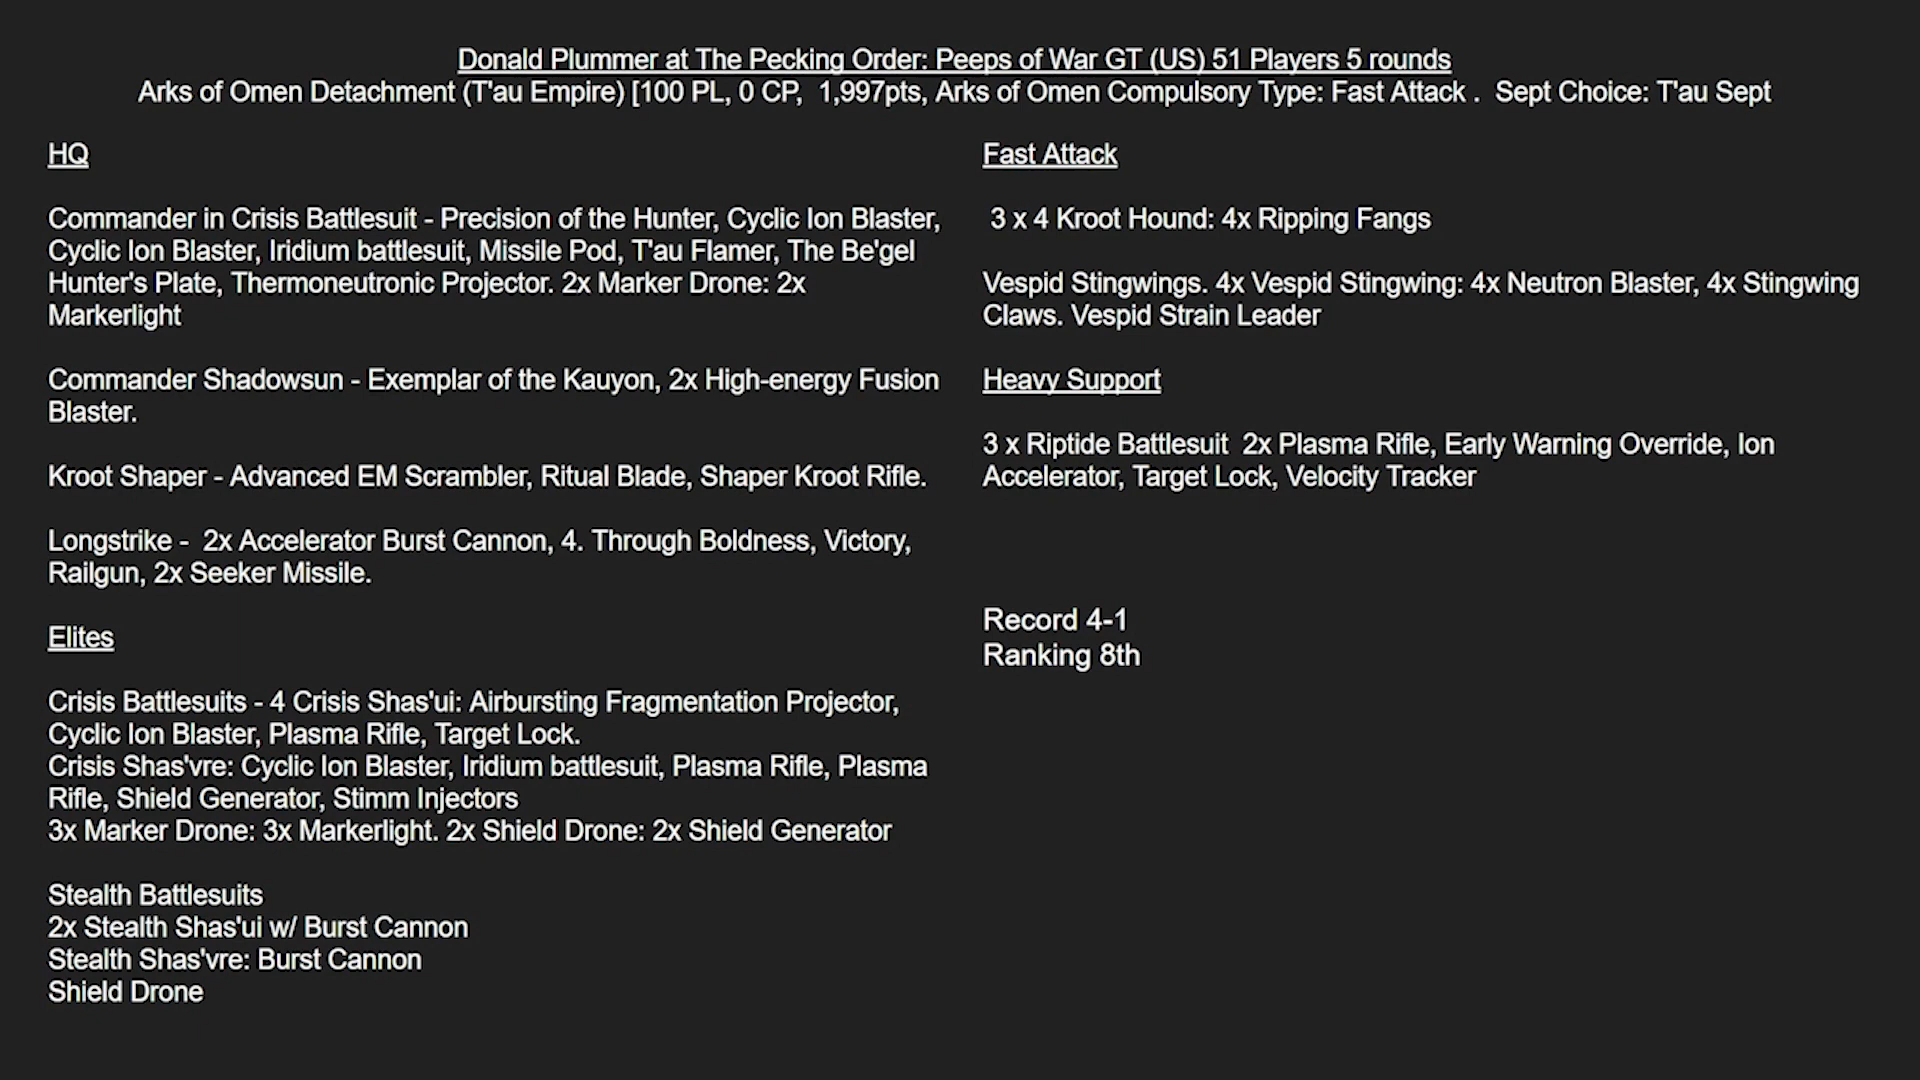 Donald Plummer at The Pecking Order: Peeps of War GT (US) 51 Players 5 rounds
Arks of Omen Detachment (T'au Empire) [100 PL, 0 CP,  1,997pts, Arks of Omen Compulsory Type: Fast Attack .  Sept Choice: T'au Sept
HQ
Commander in Crisis Battlesuit - Precision of the Hunter, Cyclic Ion Blaster,
Cyclic Ion Blaster, Iridium battlesuit, Missile Pod, T'au Flamer, The Be'gel
Hunter's Plate, Thermoneutronic Projector. 2x Marker Drone: 2x
Markerlight
Commander Shadowsun - Exemplar of the Kauyon, 2x High-energy Fusion
Blaster.
Kroot Shaper - Advanced EM Scrambler, Ritual Blade, Shaper Kroot Rifle.
Longstrike -  2x Accelerator Burst Cannon, 4. Through Boldness, Victory,
Railgun, 2x Seeker Missile.
Elites
Crisis Battlesuits - 4 Crisis Shas'ui: Airbursting Fragmentation Projector,
Cyclic Ion Blaster, Plasma Rifle, Target Lock.
Crisis Shas'vre: Cyclic Ion Blaster, Iridium battlesuit, Plasma Rifle, Plasma
Rifle, Shield Generator, Stimm Injectors
3x Marker Drone: 3x Markerlight. 2x Shield Drone: 2x Shield Generator
Stealth Battlesuits
2x Stealth Shas'ui w/ Burst Cannon
Stealth Shas'vre: Burst Cannon
Shield Drone
Fast Attack
3 x 4 Kroot Hound: 4x Ripping Fangs
Vespid Stingwings. 4x Vespid Stingwing: 4x Neutron Blaster, 4x Stingwing
Claws. Vespid Strain Leader
Heavy Support
3 x Riptide Battlesuit  2x Plasma Rifle, Early Warning Override, Ion
Accelerator, Target Lock, Velocity Tracker
Record 4-1
Ranking 8th